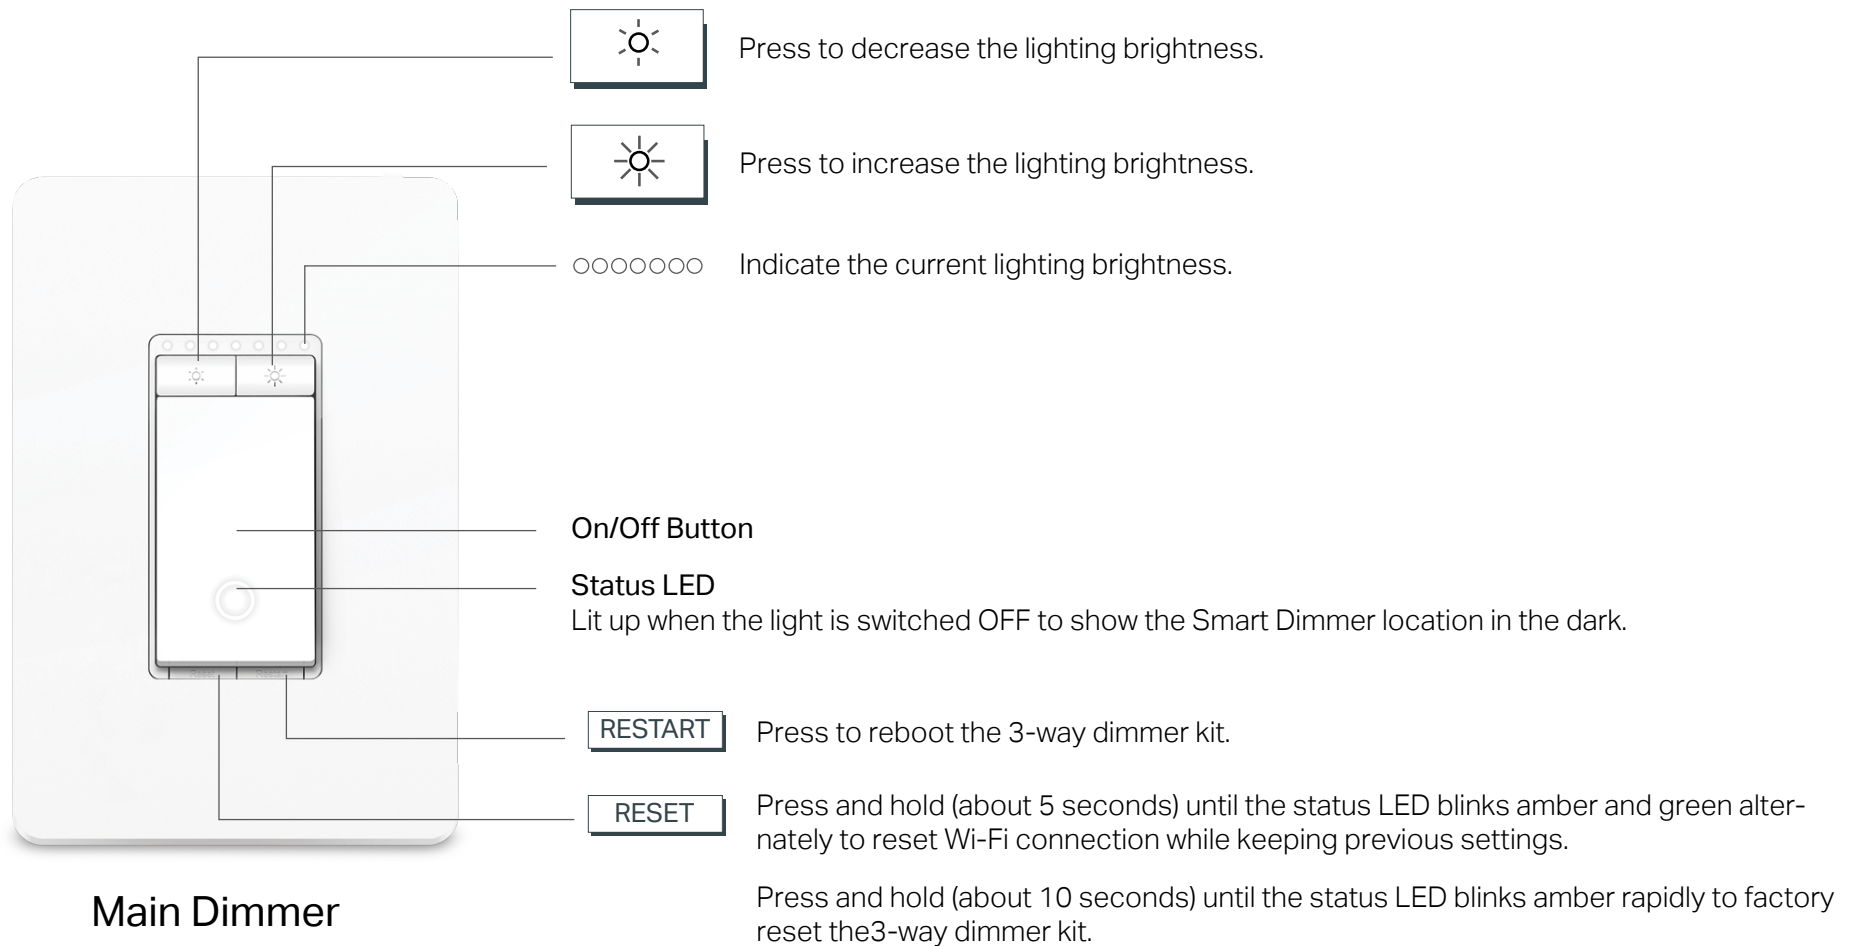 Press to decrease the lighting brightness.
Press to increase the lighting brightness.
Indicate the current lighting brightness.
On/Off Button
Status LED
Lit up when the light is switched OFF to show the Smart Dimmer location in the dark.
Reset
RESTART
Press to reboot the 3-way dimmer kit.
RESET
Press and hold (about 5 seconds) until the status LED blinks amber and green alter-
nately to reset Wi-Fi connection while keeping previous settings.
Press and hold (about 10 seconds) until the status LED blinks amber rapidly to factory
reset the3-way dimmer kit.
Main Dimmer